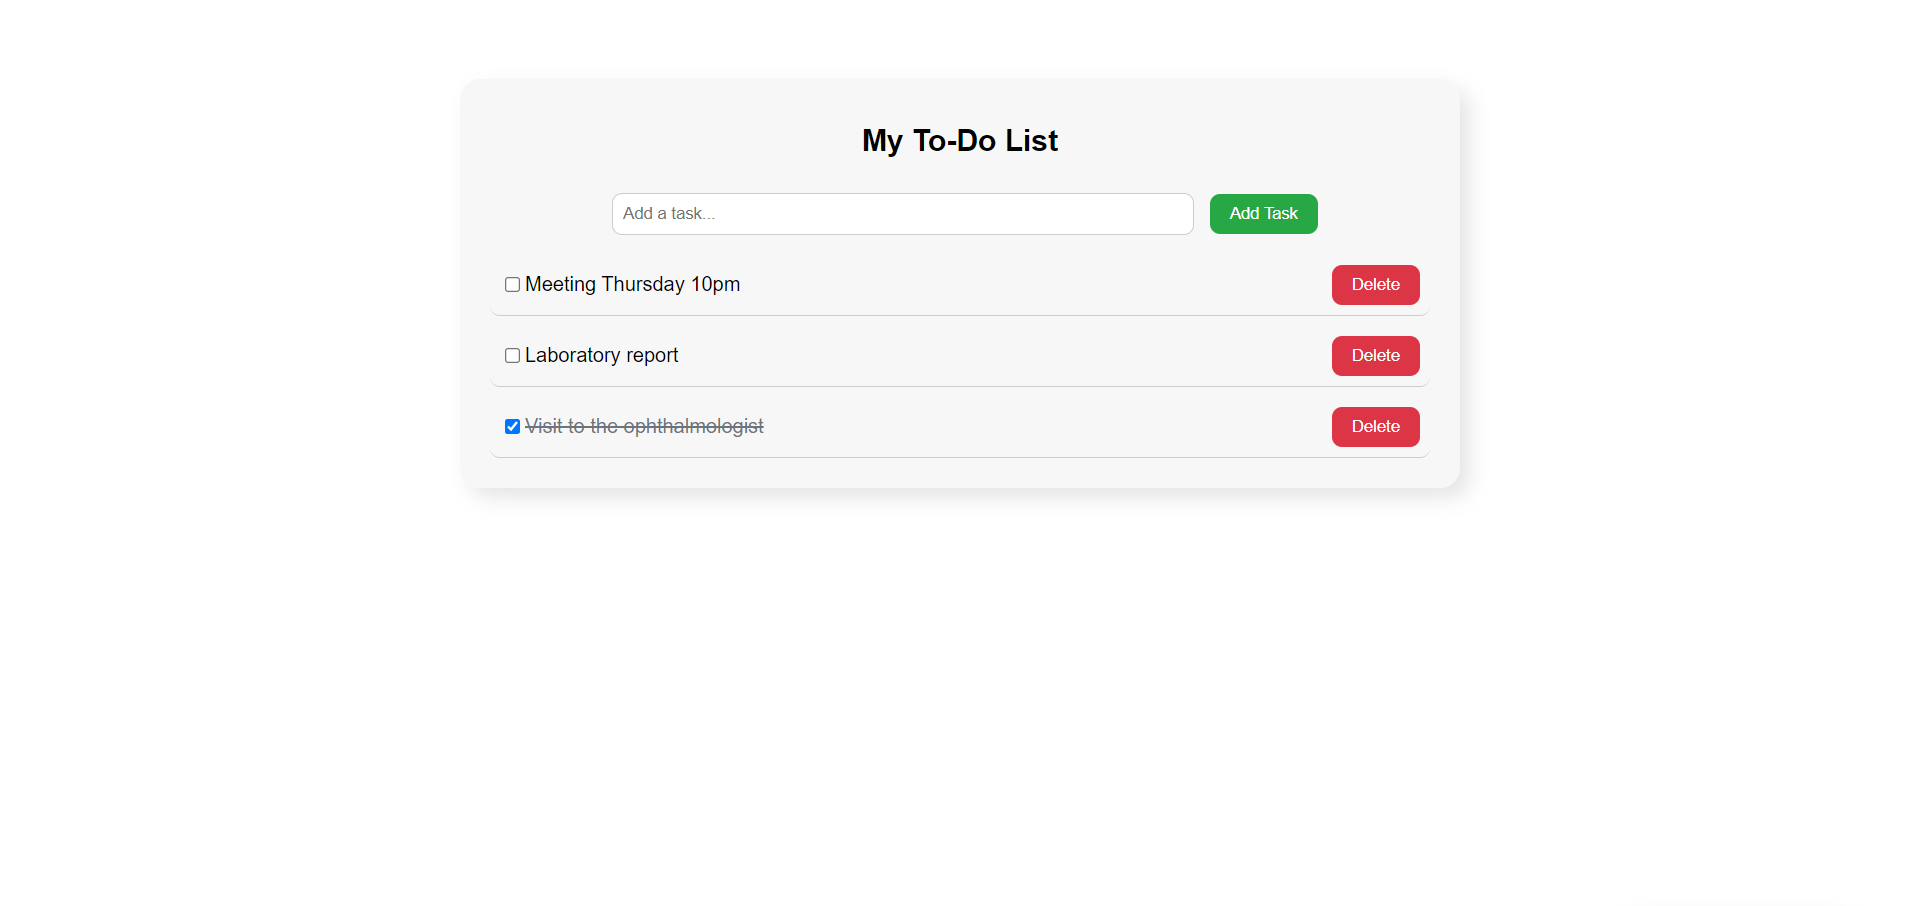 My To-Do List
Add a task...
Add Task
Meeting Thursday 10pm
Delete
Laboratory report
Delete
Visit to the ophthalmologist
Delete